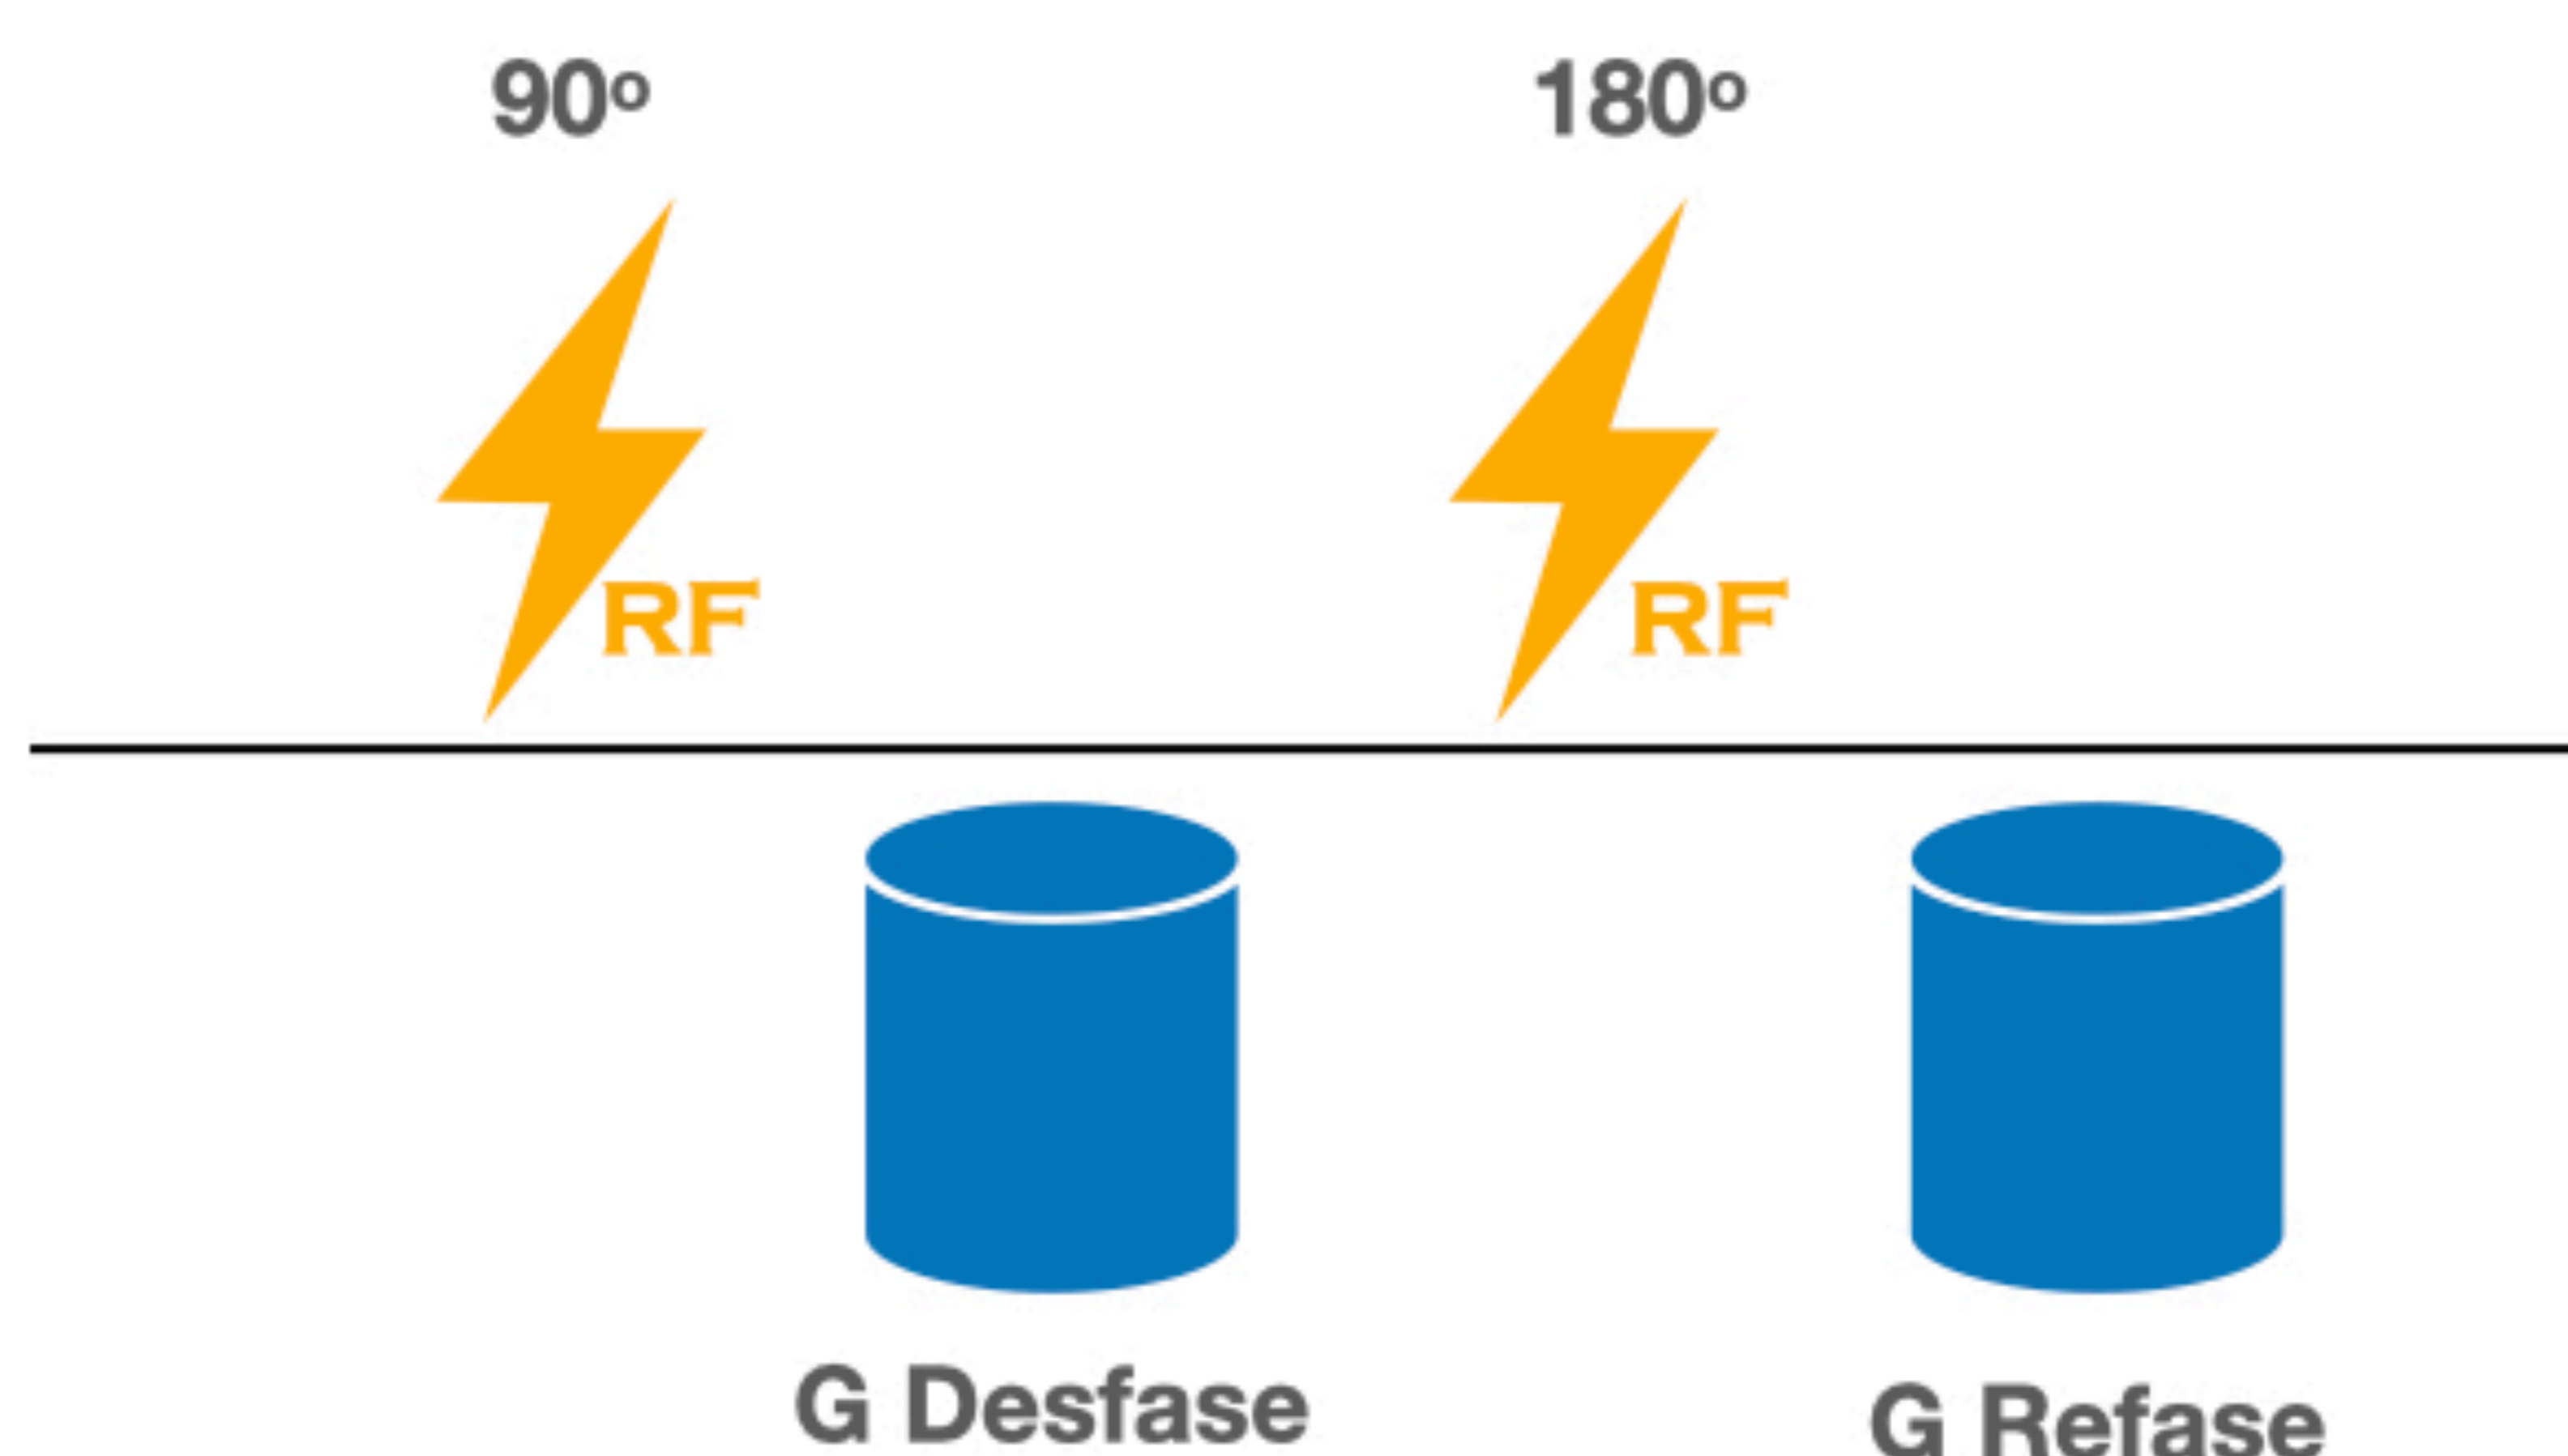 90º
180º
RF
RF
G Desfase
G Refase